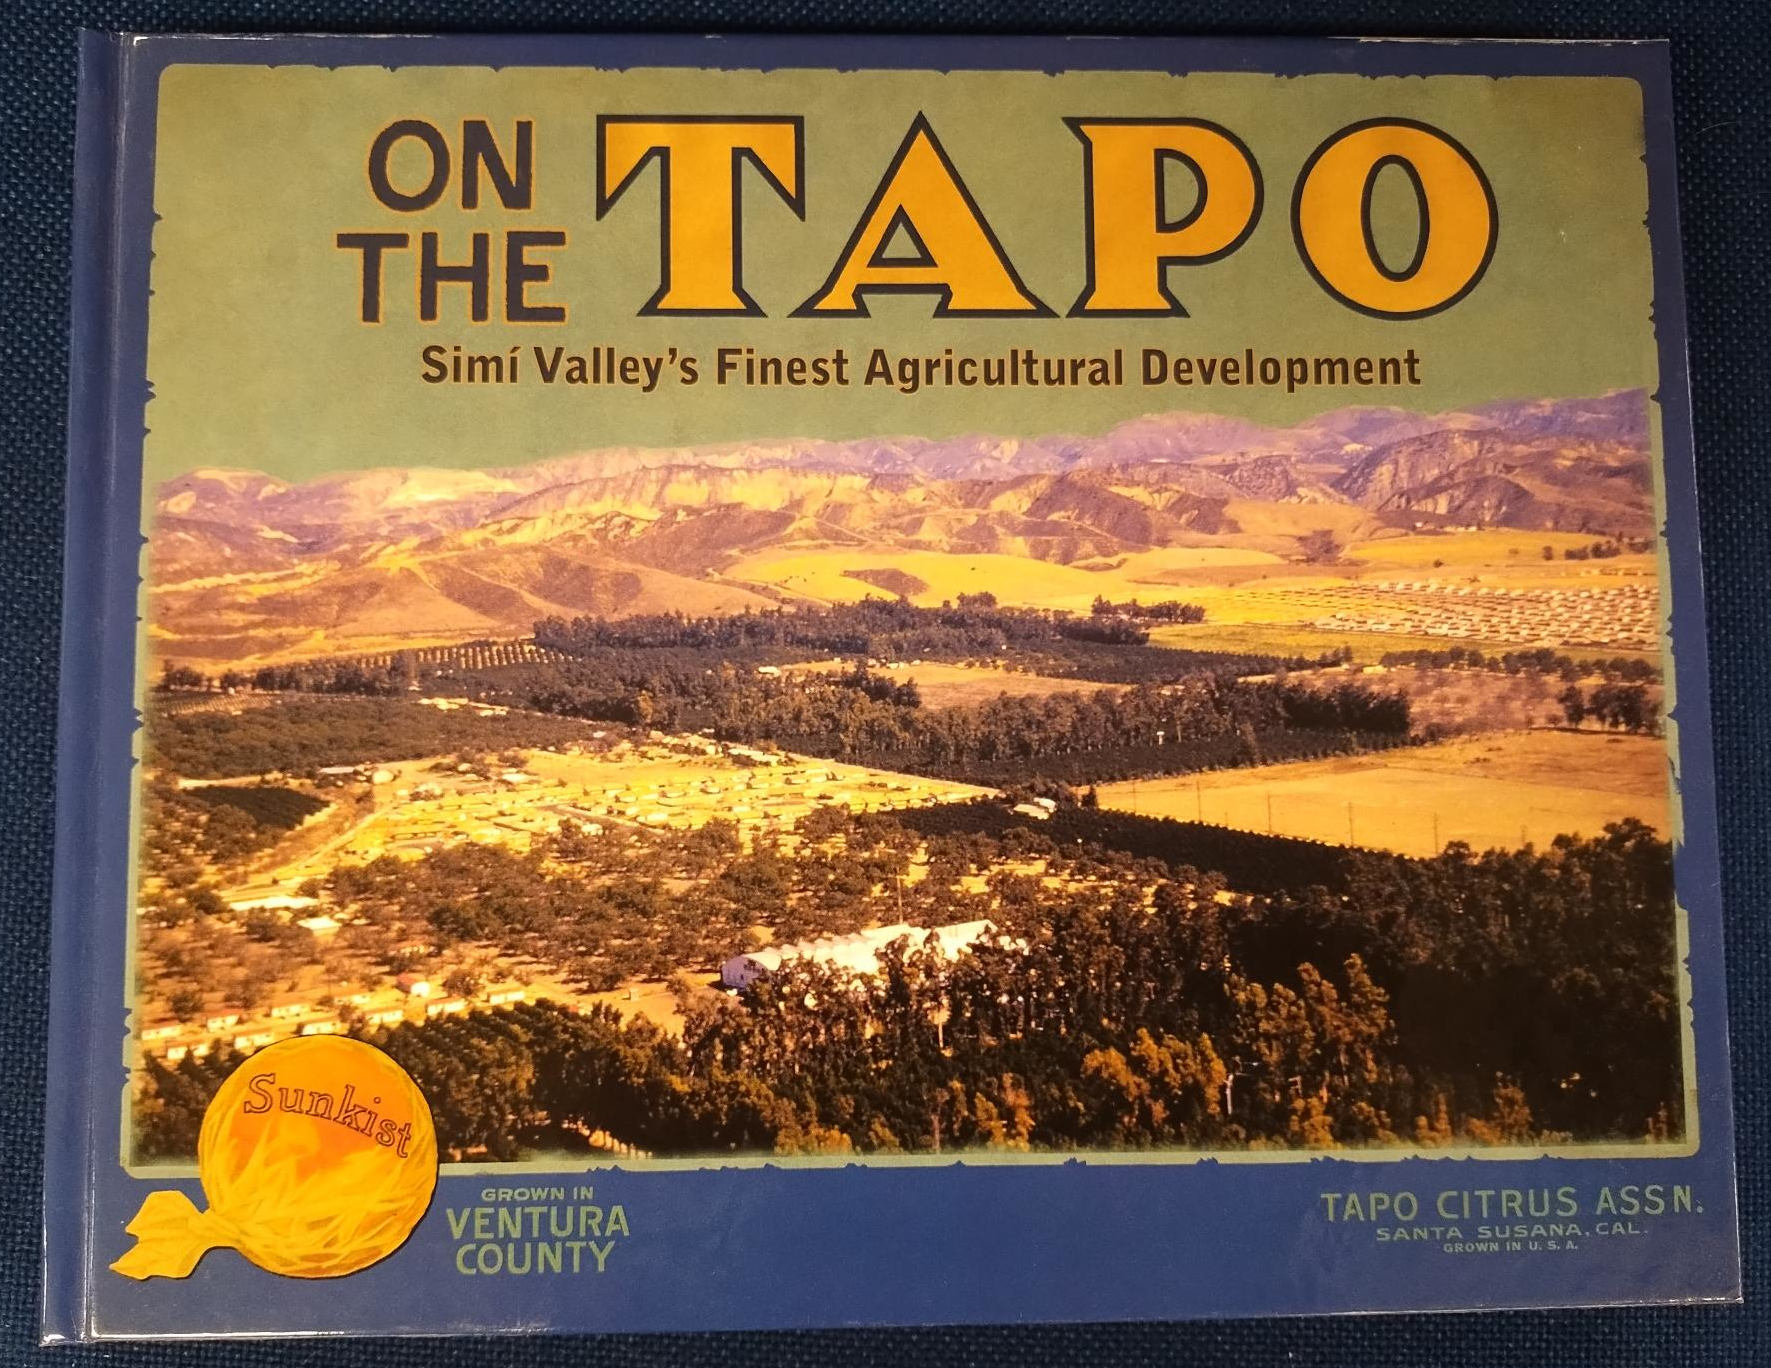 ON
THE
TAPO
Simí Valley's Finest Agricultural Development
Sunkist
GROWN IN
VENTURA
COUNTY
TAPO CITRUS ASSN.
SANTA SUSANA, CAL.
GROWN IN U. S. A.